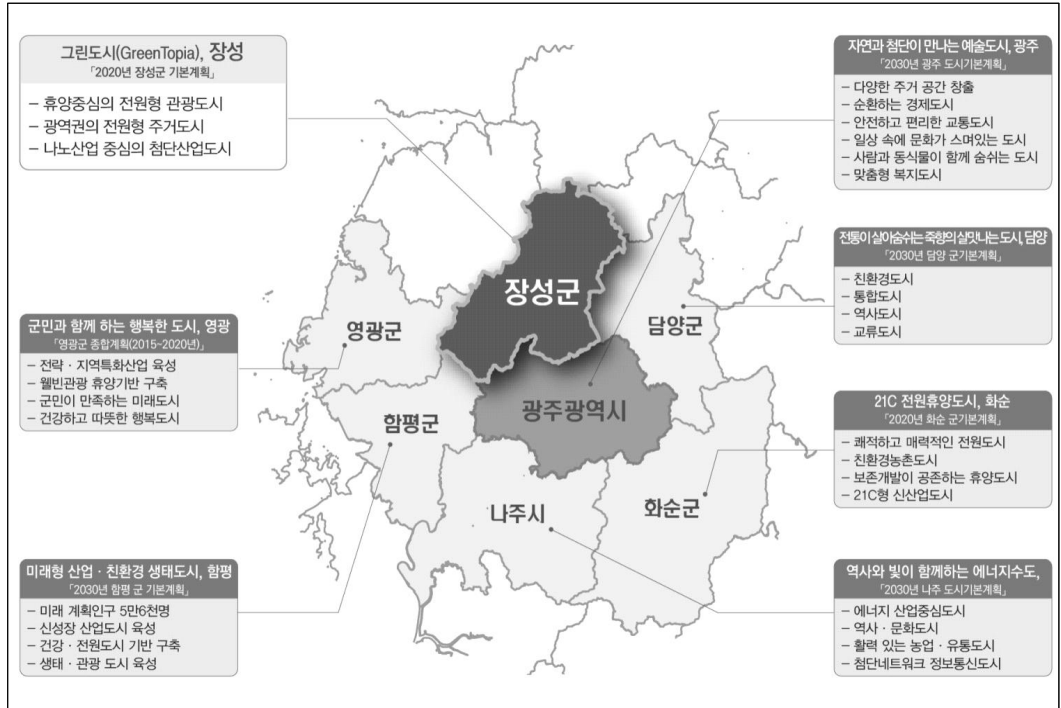 그린도시(GreenTopia), 장성
「2020년 장성군 기본계획」
– 휴양중심의 전원형 관광도시
– 광역권의 전원형 주거도시
– 나노산업 중심의 첨단산업도시
자연과 첨단이 만나는 예술도시, 광주
「2030년 광주 도시기본계획」
– 다양한 주거 공간 창출
– 순환하는 경제도시
– 안전하고 편리한 교통도시
– 일상 속에 문화가 스며있는 도시
– 사람과 동식물이 함께 숨쉬는 도시
– 맞춤형 복지도시
전통이 살아숨쉬는 죽향의 살맛나는 도시, 담양
「2030년 담양 군기본계획」
– 친환경도시
– 통합도시
– 역사도시
– 교류도시
군민과 함께 하는 행복한 도시, 영광
「영광군 종합계획(2015~2020년)」
– 전략 · 지역특화산업 육성
– 웰빈관광 휴양기반 구축
– 군민이 만족하는 미래도시
– 건강하고 따뜻한 행복도시
21C 전원휴양도시, 화순
「2020년 화순 군기본계획」
– 쾌적하고 매력적인 전원도시
– 친환경농촌도시
– 보존개발이 공존하는 휴양도시
– 21C형 신산업도시
미래형 산업 · 친환경 생태도시, 함평
「2030년 함평 군 기본계획」
– 미래 계획인구 5만6천명
– 신성장 산업도시 육성
– 건강 · 전원도시 기반 구축
– 생태 · 관광 도시 육성
역사와 빛이 함께하는 에너지수도,
「2030년 나주 도시기본계획」
– 에너지 산업중심도시
– 역사 · 문화도시
– 활력 있는 농업 · 유통도시
– 첨단네트워크 정보통신도시
장성군
영광군
담양군
함평군
광주광역시
나주시
화순군